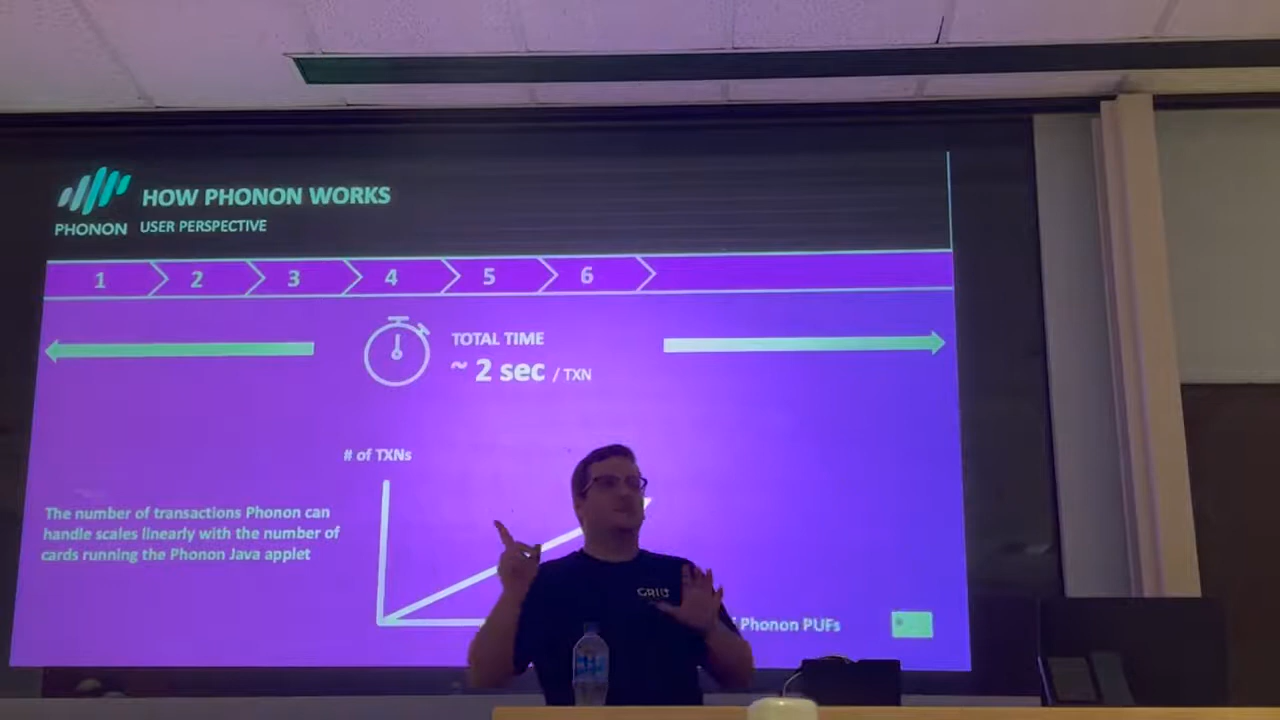 HOW PHONON WORKS
PHONON
USER PERSPECTIVE
1
2
3
4
5
6
TOTAL TIME
~ 2 sec / TXN
# of TXNs
The number of transactions Phonon can
handle scales linearly with the number of
cards running the Phonon Java applet
Phonon PUFs